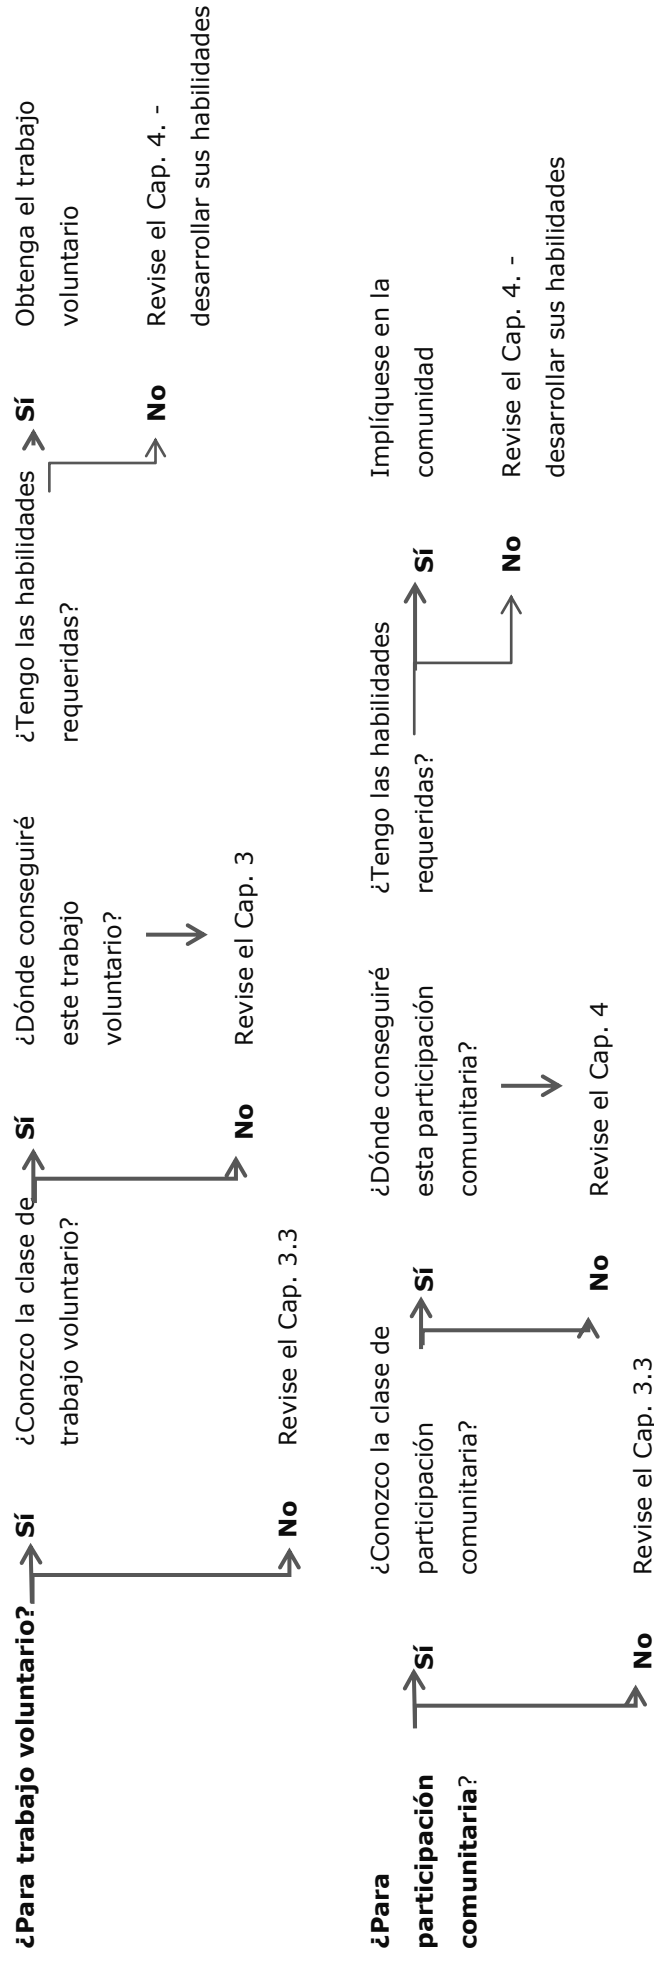 ¿Para trabajo voluntario?
Sí
No
¿Conozco la clase de
trabajo voluntario?
Revise el Cap. 3.3
Sí
No
¿Dónde conseguiré
este trabajo
voluntario?
Revise el Cap. 3
¿Tengo las habilidades
requeridas?
Sí
No
Obtenga el trabajo
voluntario
Revise el Cap. 4. -
desarrollar sus habilidades
¿Para
participación
comunitaria?
Sí
No
¿Conozco la clase de
participación
comunitaria?
Revise el Cap. 3.3
Sí
No
¿Dónde conseguiré
esta participación
comunitaria?
Revise el Cap. 4
¿Tengo las habilidades
requeridas?
Sí
No
Implíquese en la
comunidad
Revise el Cap. 4. -
desarrollar sus habilidades